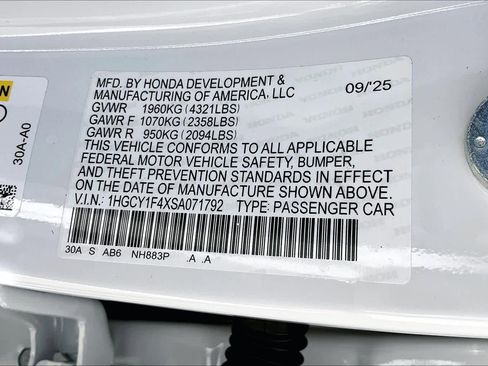 MFD. BY HONDA DEVELOPMENT &
MANUFACTURING OF AMERICA, LLC 09/'25
GVWR 1960KG (4321LBS)
GAWR F 1070KG (2358LBS)
GAWR R 950KG (2094LBS)
THIS VEHICLE CONFORMS TO ALL APPLICABLE
FEDERAL MOTOR VEHICLE SAFETY, BUMPER,
AND THEFT PREVENTION STANDARDS IN EFFECT
ON THE DATE OF MANUFACTURE SHOWN ABOVE.
V.I.N. 1HGCY1F4XSA071792 TYPE: PASSENGER CAR
30A S AB6 NH883P .A .A
30A-A0